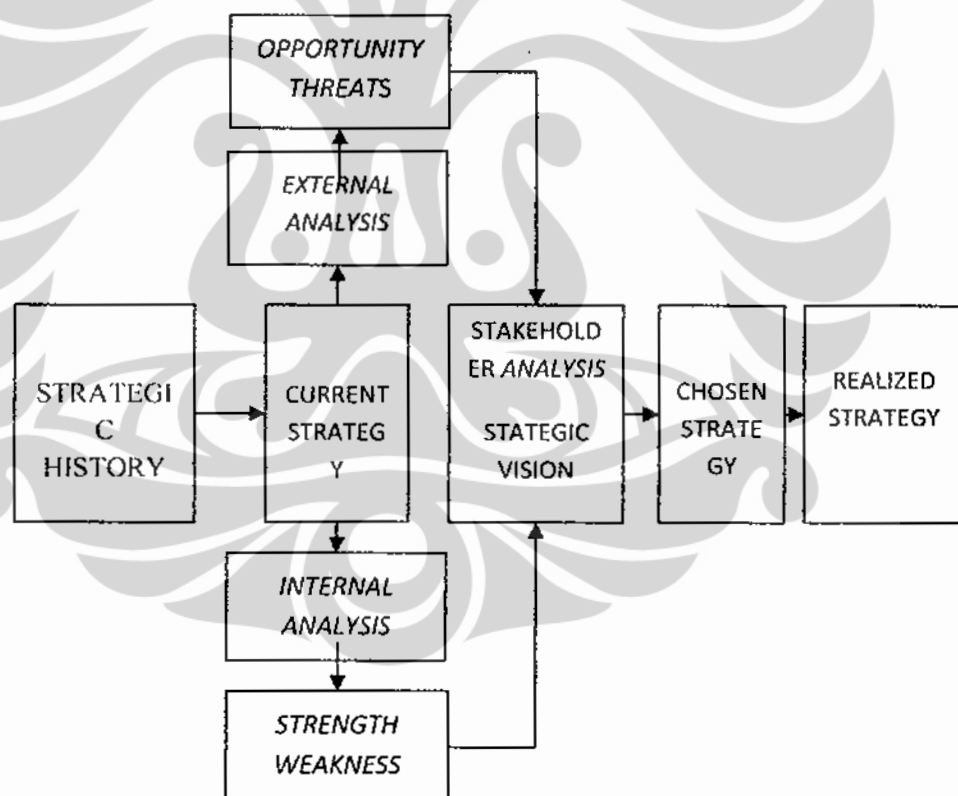 OPPORTUNITY
THREATS
EXTERNAL
ANALYSIS
STRATEGI
C
HISTORY
CURRENT
STRATEG
Y
STAKEHOLD
ER ANALYSIS
STATEGIC
VISION
CHOSEN
STRATE
GY
REALIZED
STRATEGY
INTERNAL
ANALYSIS
STRENGTH
WEAKNESS